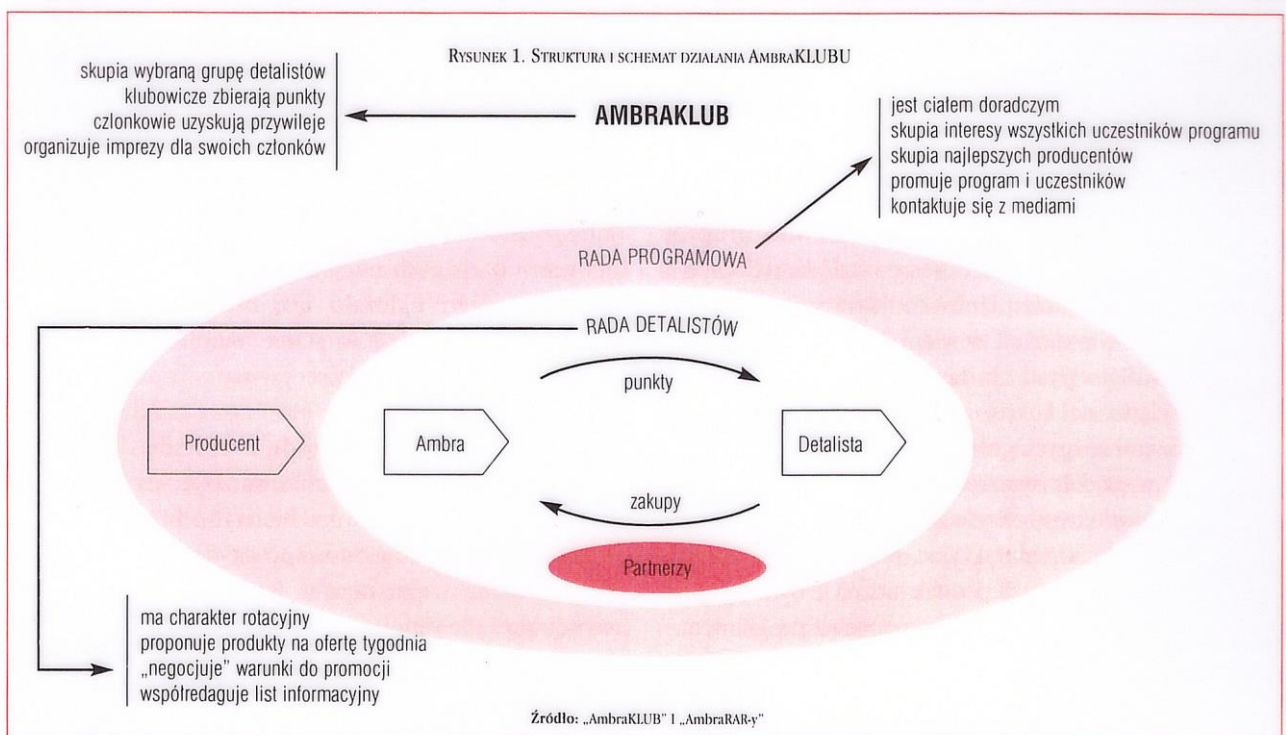 RYSUNEK 1. STRUKTURA I SCHEMAT DZIAŁANIA AMBRAKLUBU
skupia wybraną grupę detalistów
klubowicze zbierają punkty
członkowie uzyskują przywileje
organizuje imprezy dla swoich członków
AMBRAKLUB
jest ciałem doradczym
skupia interesy wszystkich uczestników programu
skupia najlepszych producentów
promuje program i uczestników
kontaktuje się z mediami
RADA PROGRAMOWA
RADA DETALISTÓW
punkty
Producent
Ambra
Detalista
zakupy
Partnerzy
ma charakter rotacyjny
proponuje produkty na ofertę tygodnia
„negocjuje” warunki do promocji
współredaguje list informacyjny
Źródło: „AmbraKLUB” I „AmbraRAR-y”